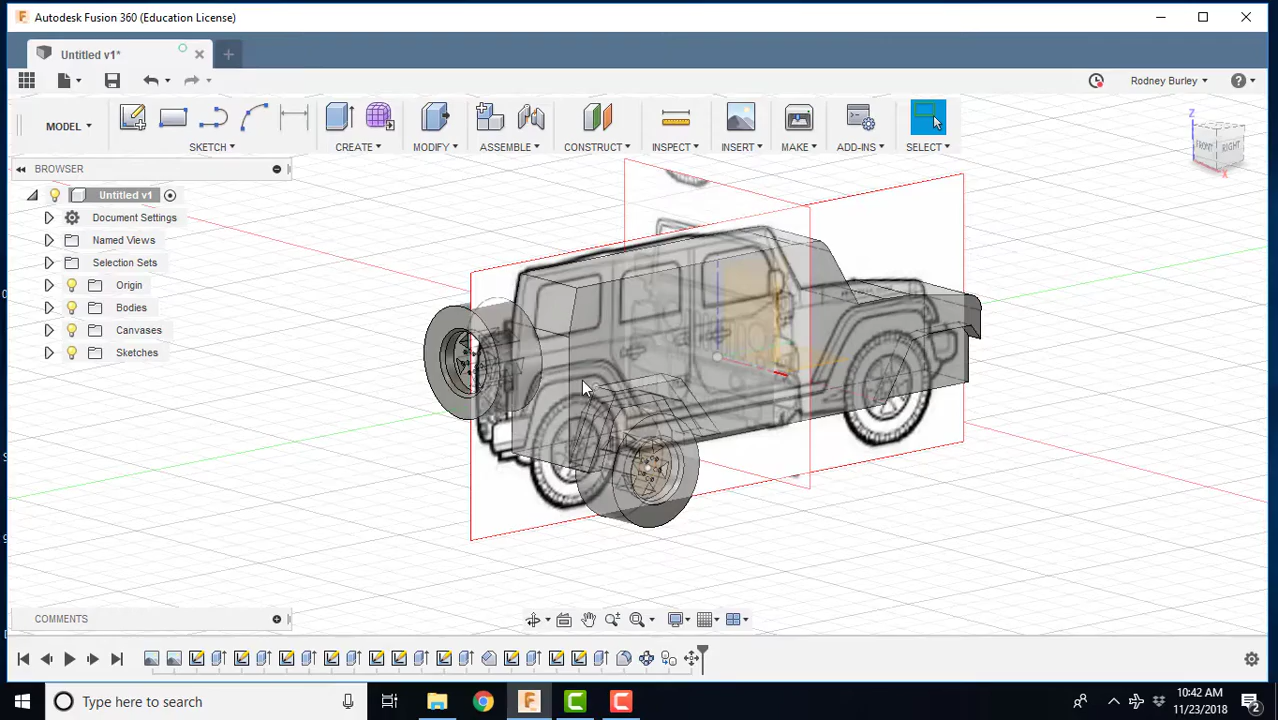 Autodesk Fusion 360 (Education License)
Untitled v1*
Rodney Burley
MODEL
SKETCH
CREATE
MODIFY
ASSEMBLE
CONSTRUCT
INSPECT
INSERT
MAKE
ADD-INS
SELECT
BROWSER
Untitled v1
Document Settings
Named Views
Selection Sets
Origin
Bodies
Canvases
Sketches
Z
FRONT
RIGHT
X
COMMENTS
Type here to search
10:42 AM
11/23/2018
2